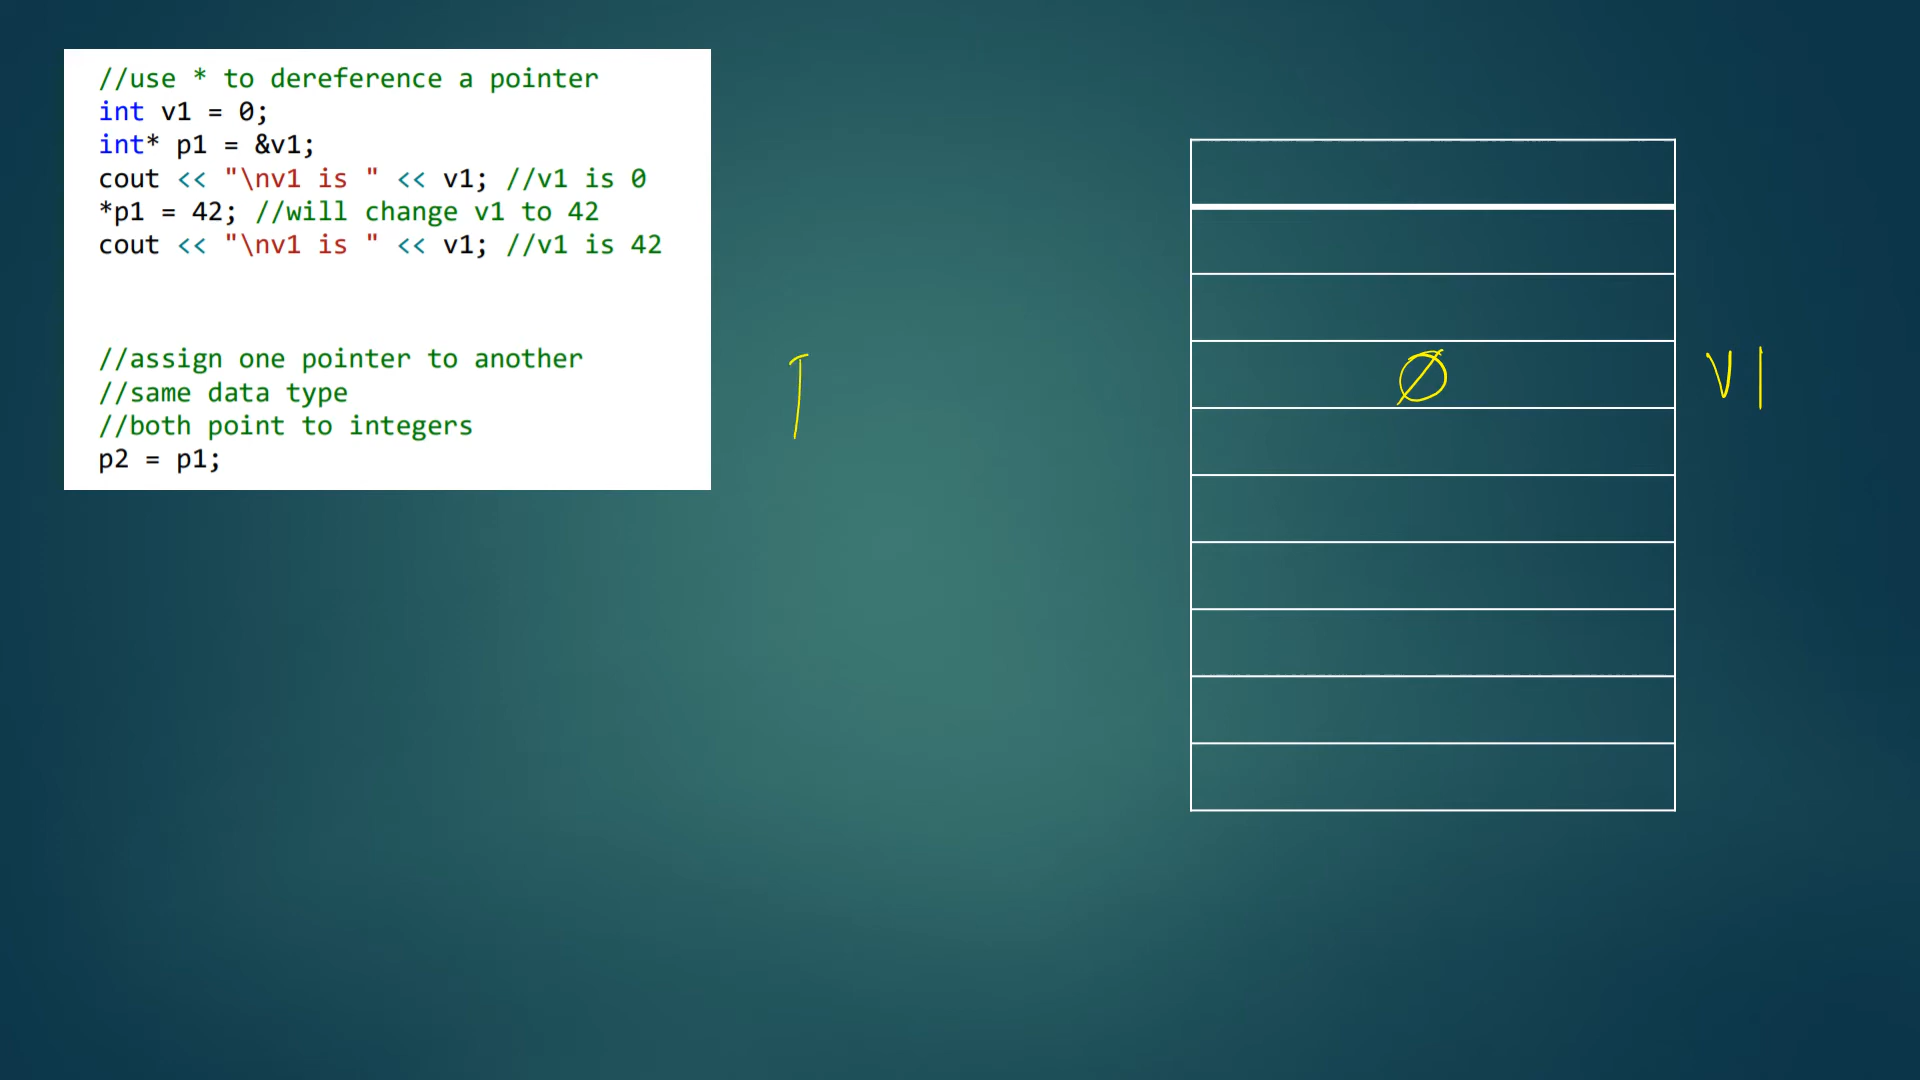 //use * to dereference a pointer
int v1 = 0;
int* p1 = &v1;
cout << "\nv1 is " << v1; //v1 is 0
*p1 = 42; //will change v1 to 42
cout << "\nv1 is " << v1; //v1 is 42
//assign one pointer to another
//same data type
//both point to integers
p2 = p1;
0
V1